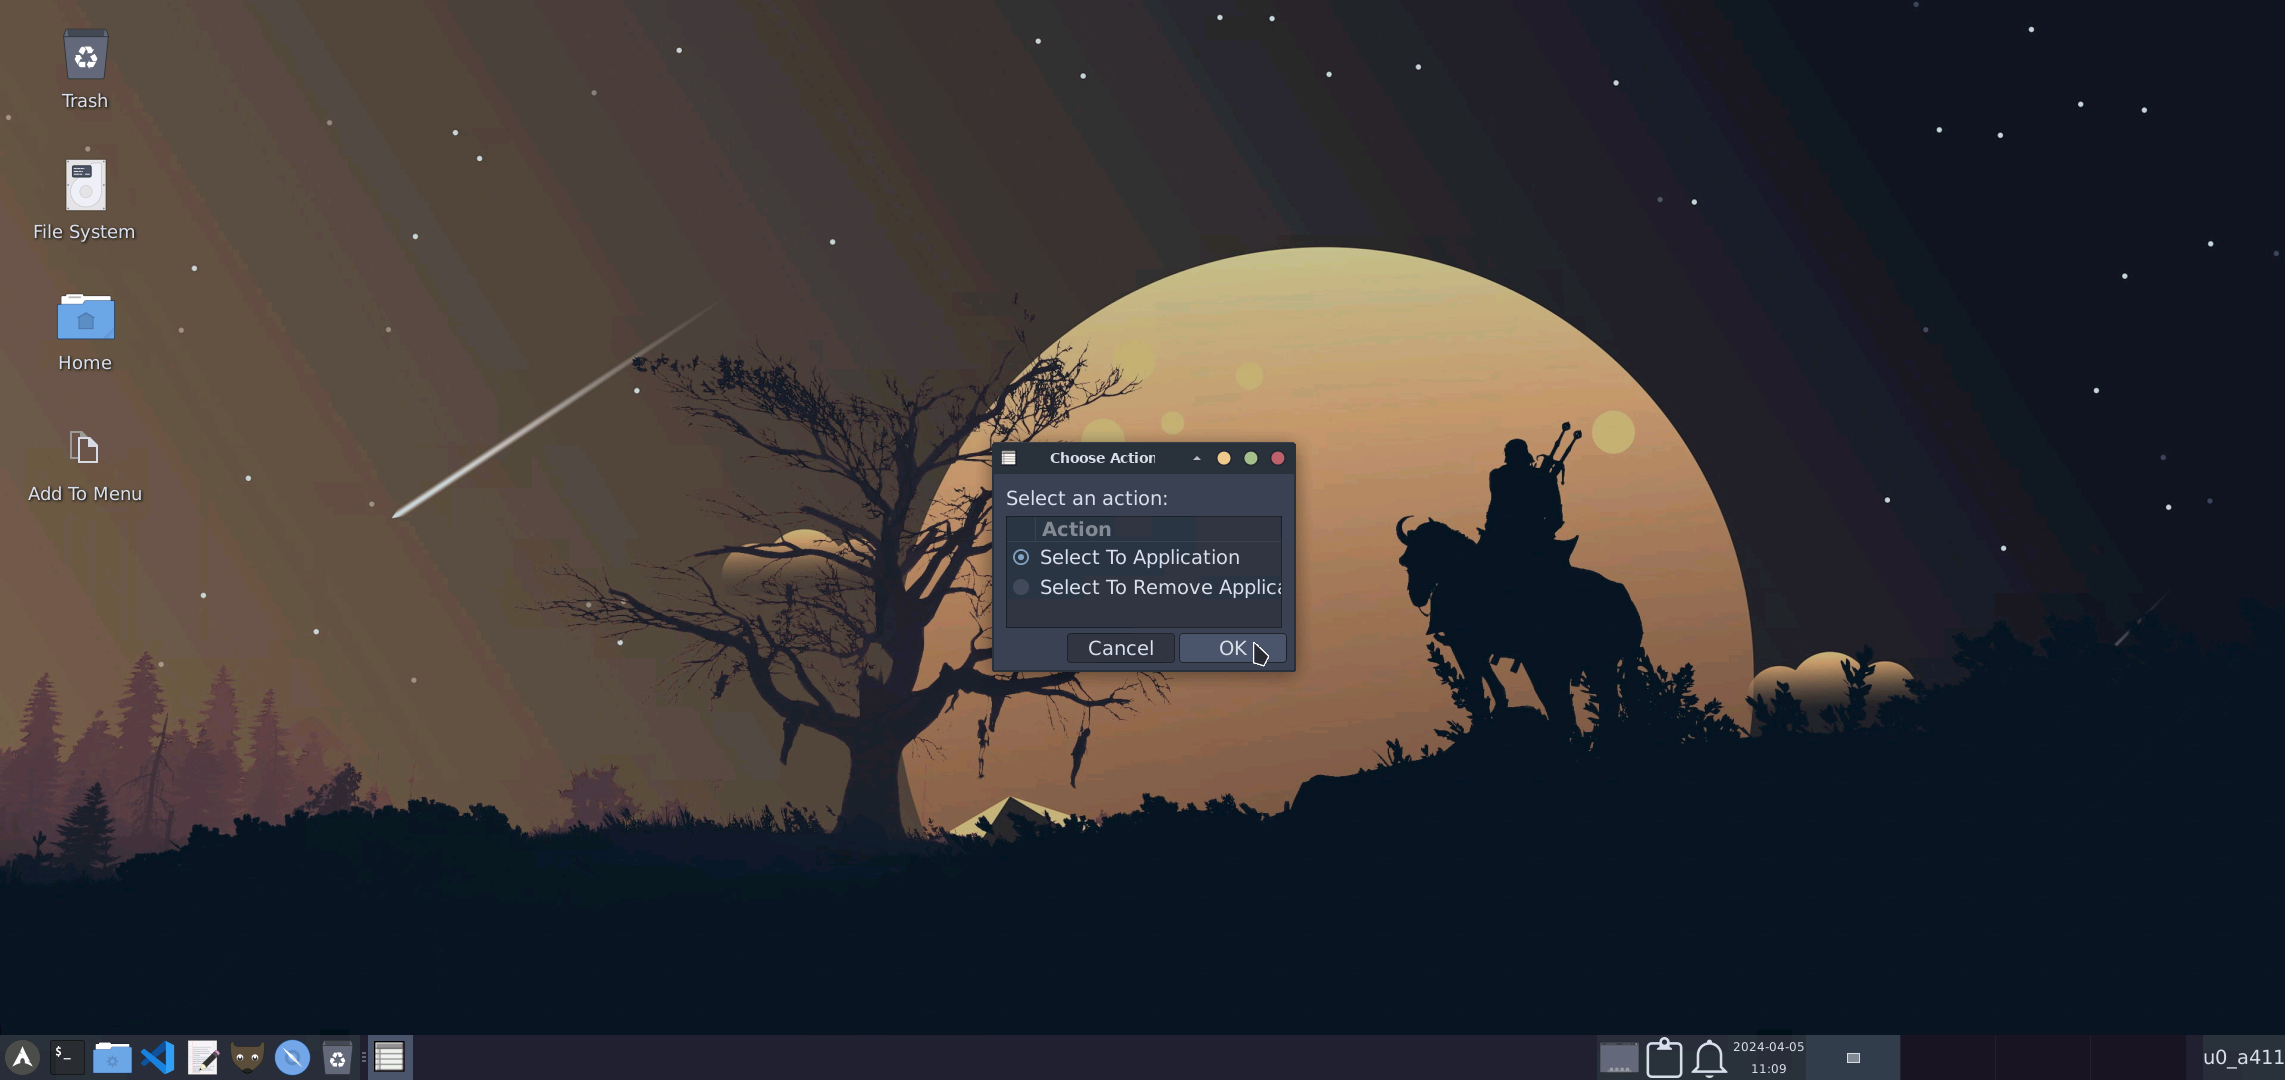 Trash
File System
Home
Add To Menu
Choose Action
Select an action:
Action
Select To Application
Select To Remove Applica
Cancel
OK
$_
2024-04-05
11:09
u0_a411